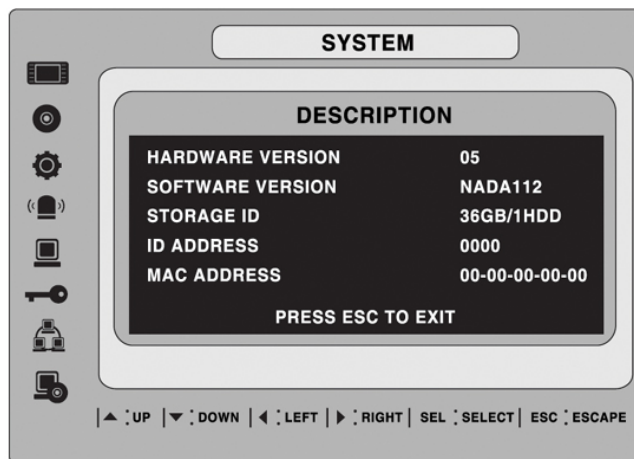 SYSTEM
DESCRIPTION
HARDWARE VERSION 05
SOFTWARE VERSION NADA112
STORAGE ID 36GB/1HDD
ID ADDRESS 0000
MAC ADDRESS 00-00-00-00-00
PRESS ESC TO EXIT
▲ : UP | ▼ : DOWN | ◀ : LEFT | ▶ : RIGHT | SEL : SELECT | ESC : ESCAPE